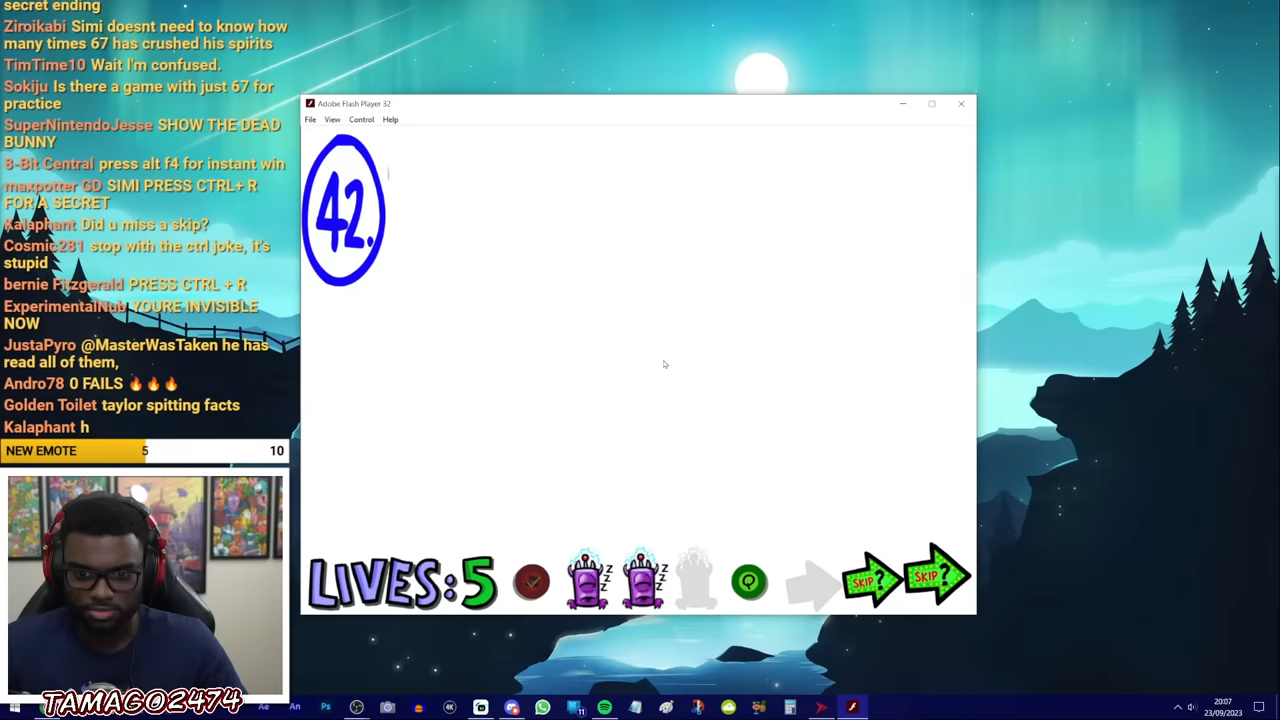 secret ending
Ziroikabi Simi doesnt need to know how
many times 67 has crushed his spirits
TimTime10 Wait I'm confused.
Sokiju Is there a game with just 67 for
practice
SuperNintendoJesse SHOW THE DEAD
BUNNY
8-Bit Central press alt f4 for instant win
maxpotter GD SIMI PRESS CTRL+ R
FOR A SECRET
Kalaphant Did u miss a skip?
Cosmic281 stop with the ctrl joke, it's
stupid
bernie Fitzgerald PRESS CTRL + R
ExperimentalNub YOURE INVISIBLE
NOW
JustaPyro @MasterWasTaken he has
read all of them,
Andro78 0 FAILS 🔥🔥🔥
Golden Toilet taylor spitting facts
Kalaphant h
NEW EMOTE 5 10
Adobe Flash Player 32
File View Control Help
42.
LIVES:5
z z z
z z z
SKIP?
SKIP?
TAMAGO2474
Ae An Ps 4K 11
20:07
23/09/2023